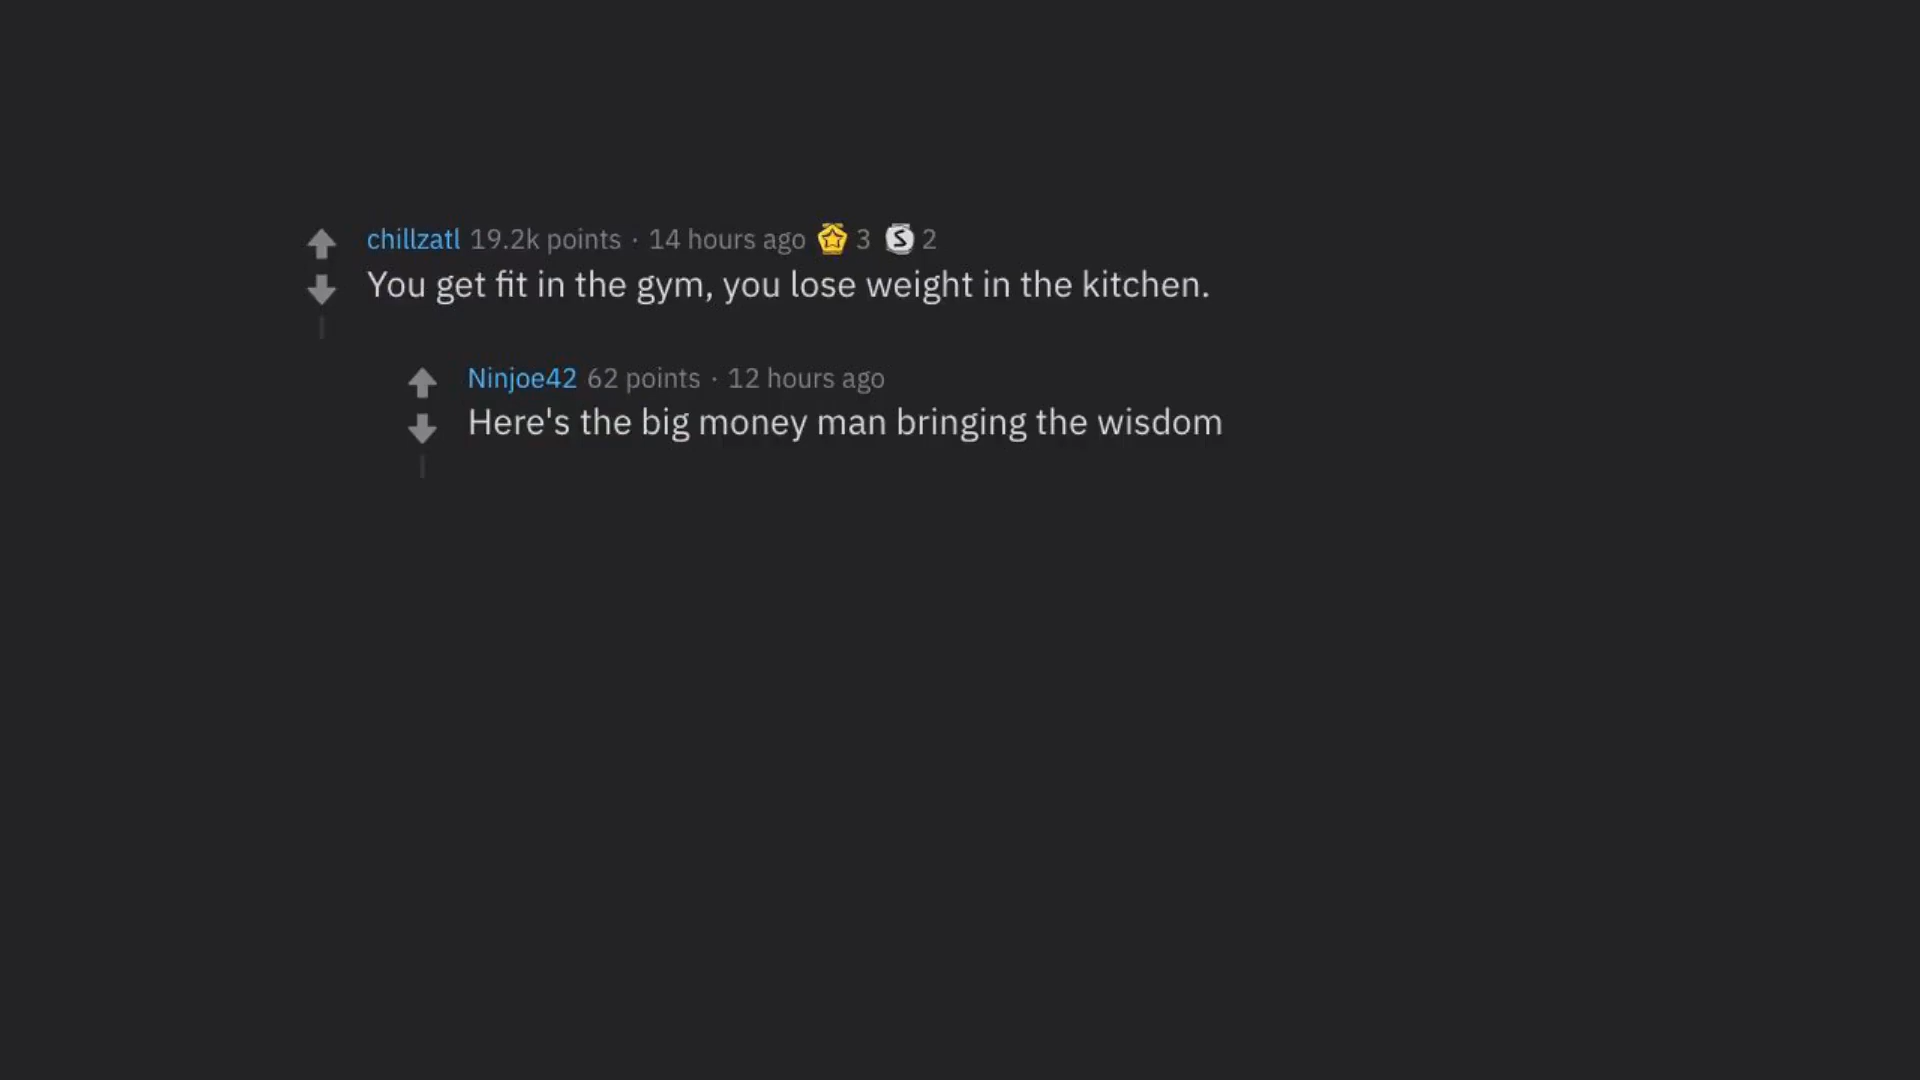 chillzatl 19.2k points · 14 hours ago 3 S 2
You get fit in the gym, you lose weight in the kitchen.
Ninjoe42 62 points · 12 hours ago
Here's the big money man bringing the wisdom